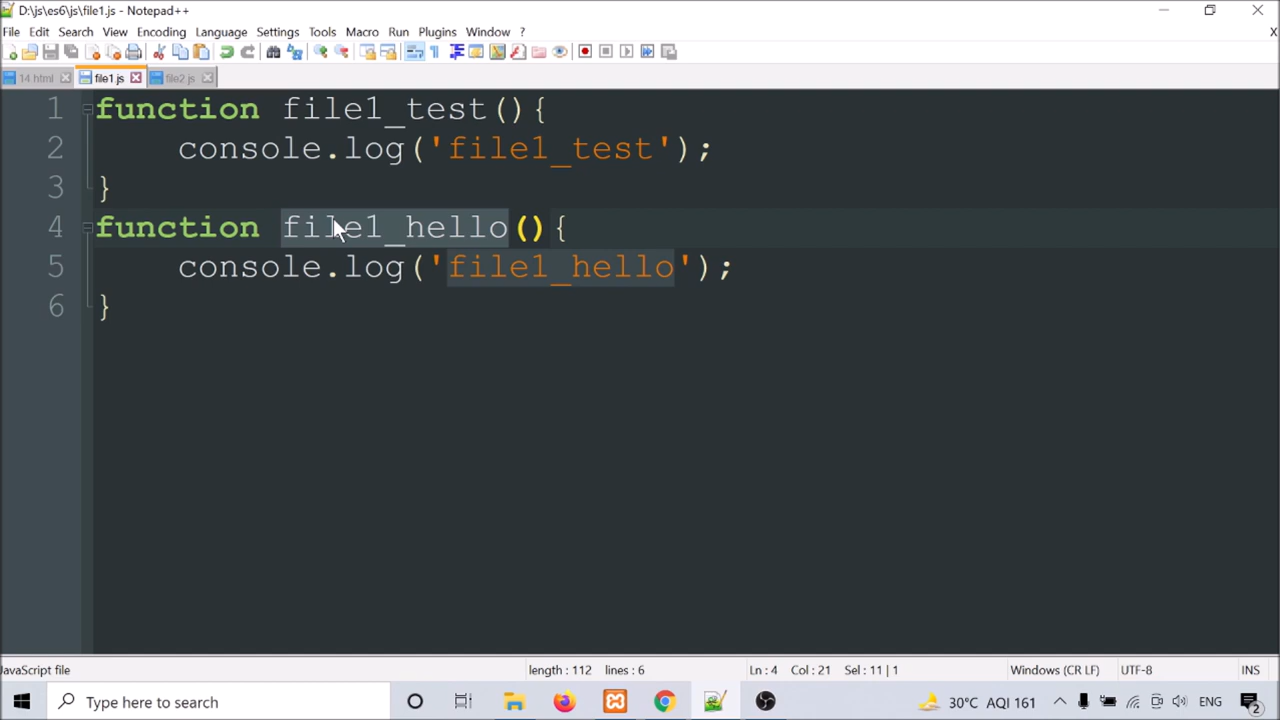 D:\js\es6\js\file1.js - Notepad++
File Edit Search View Encoding Language Settings Tools Macro Run Plugins Window ? X
14 html file1.js file2 js
1 function file1_test(){
2 console.log('file1_test');
3 }
4 function file1_hello(){
5 console.log('file1_hello');
6 }
JavaScript file length : 112 lines : 6 Ln : 4 Col : 21 Sel : 11 | 1 Windows (CR LF) UTF-8 INS
Type here to search 30°C AQI 161 ENG 2